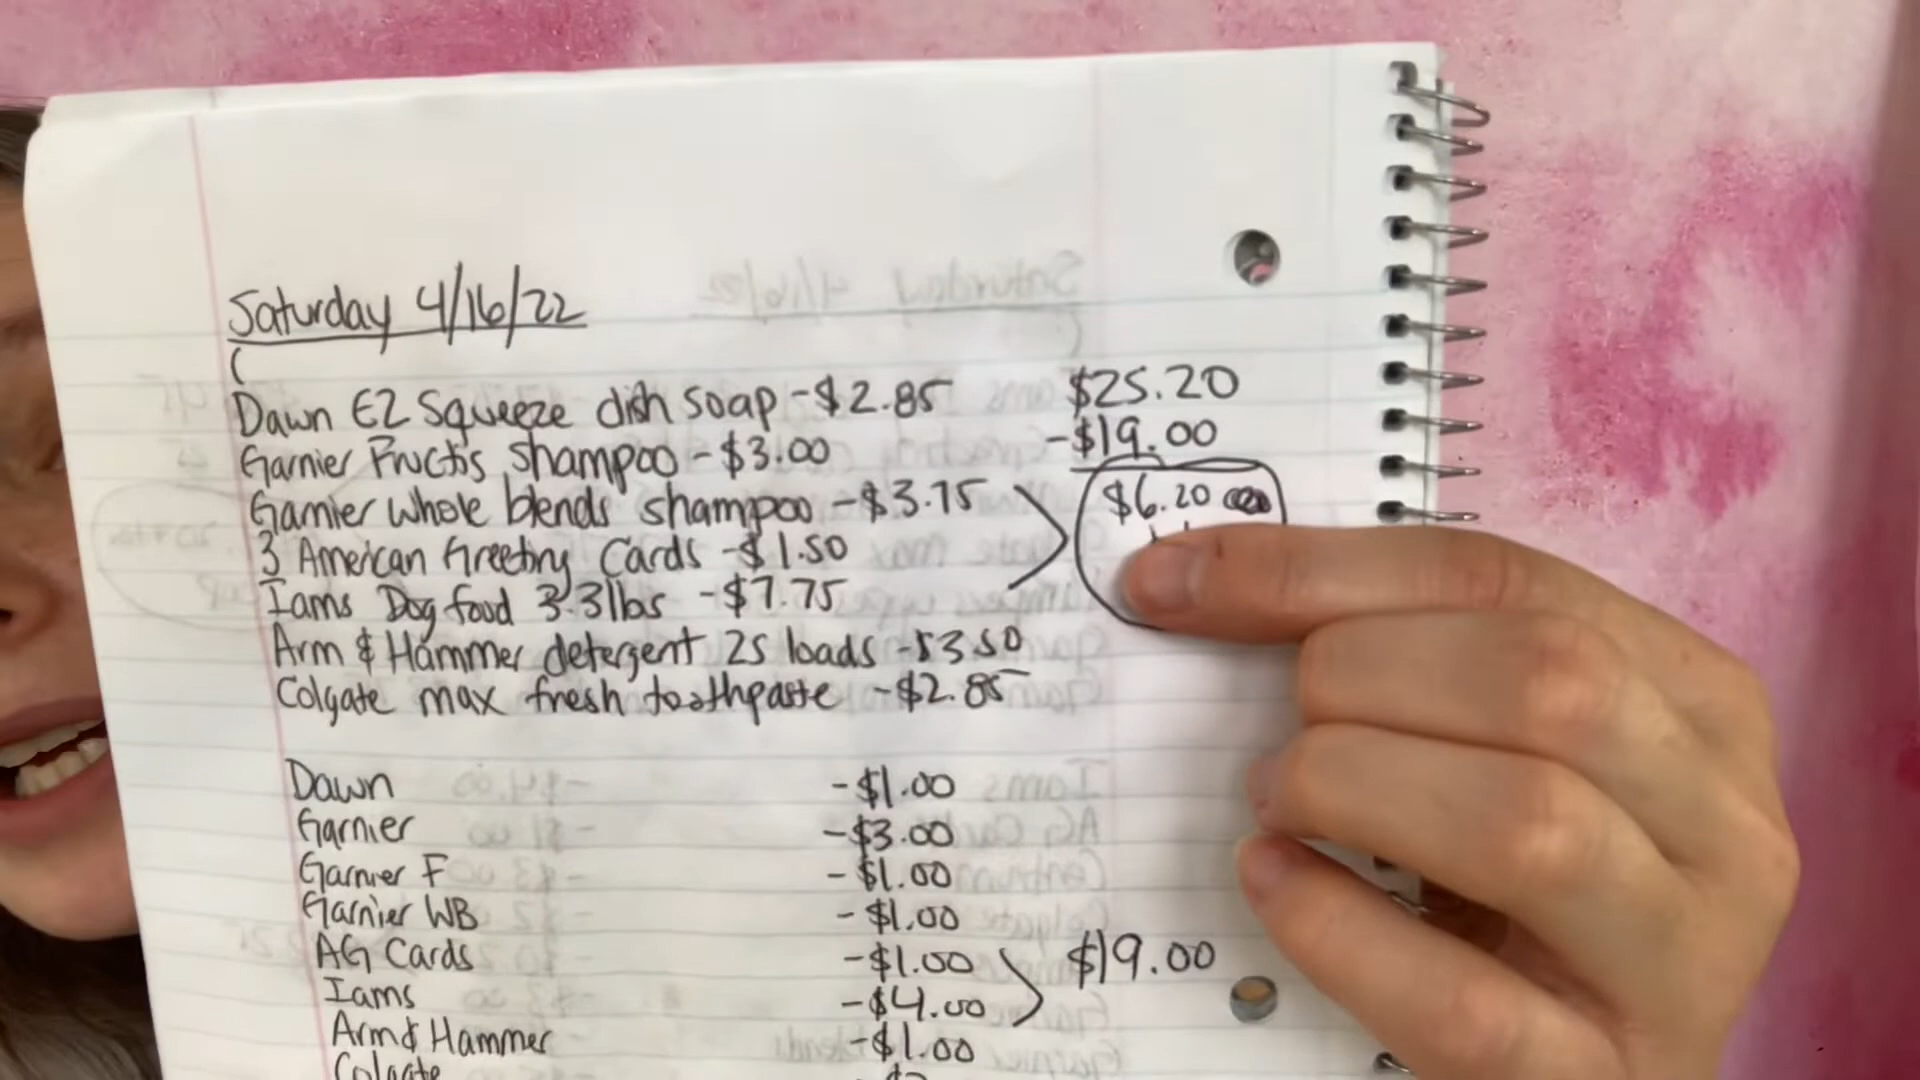 Saturday 4/16/22
Dawn EZ Squeeze dish soap - $2.85
Garnier Fructis shampoo - $3.00
Garnier Whole blends shampoo - $3.75
3 American Greeting Cards - $1.50
Iams Dog food 3.3lbs - $7.75
Arm & Hammer detergent 25 loads - $3.50
Colgate max fresh toothpaste - $2.85
$25.20
- $19.00
$6.20
Dawn - $1.00
Garnier - $3.00
Garnier F - $1.00
Garnier WB - $1.00
AG Cards - $1.00
Iams - $4.00
Arm & Hammer - $1.00
Colgate
$19.00